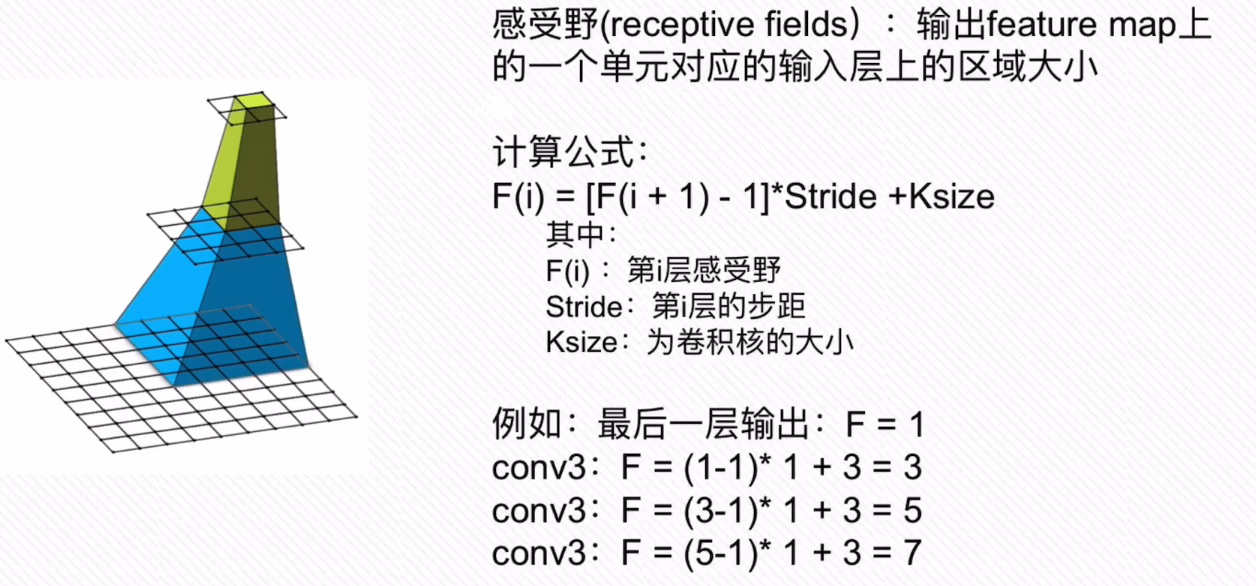 感受野(receptive fields）：输出feature map上
的一个单元对应的输入层上的区域大小
计算公式：
F(i) = [F(i + 1) - 1]*Stride +Ksize
其中：
F(i)：第i层感受野
Stride：第i层的步距
Ksize：为卷积核的大小
例如：最后一层输出：F = 1
conv3：F = (1-1)* 1 + 3 = 3
conv3：F = (3-1)* 1 + 3 = 5
conv3：F = (5-1)* 1 + 3 = 7